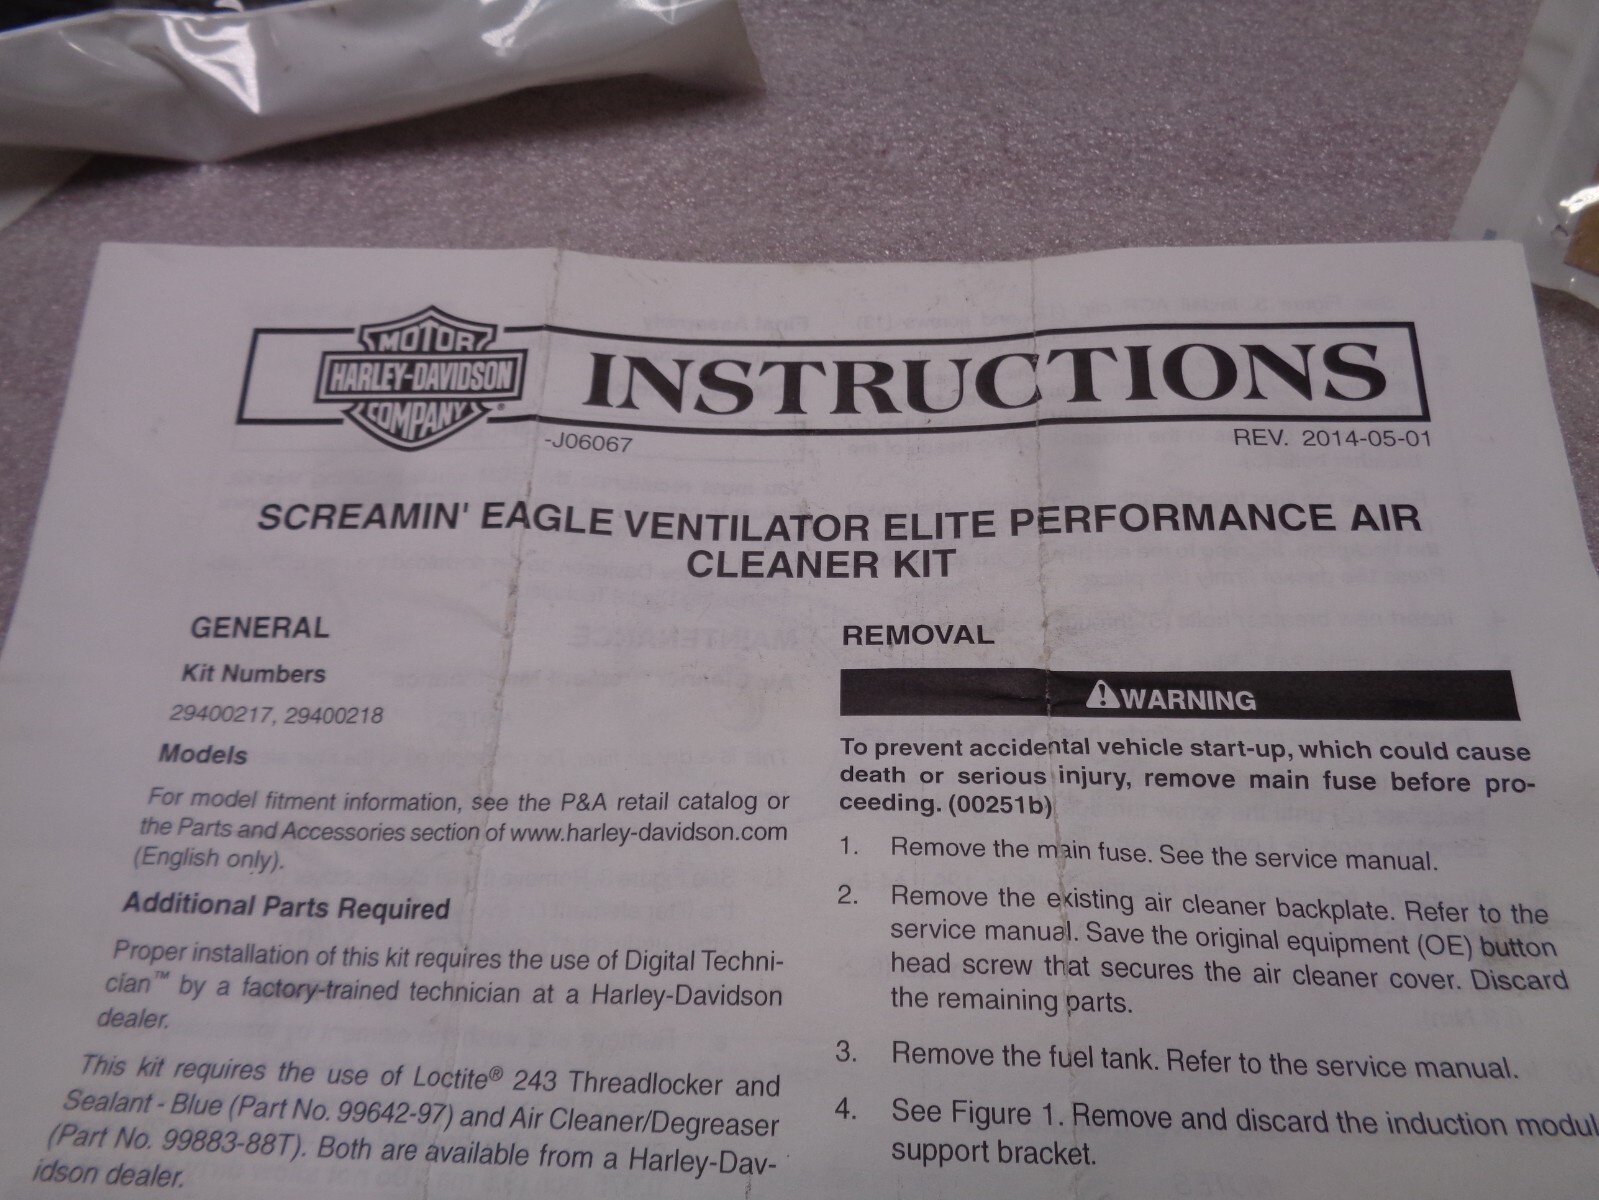 MOTOR
HARLEY-DAVIDSON
COMPANY
®
INSTRUCTIONS
-J06067
REV. 2014-05-01
SCREAMIN' EAGLE VENTILATOR ELITE PERFORMANCE AIR
CLEANER KIT
GENERAL
Kit Numbers
29400217, 29400218
Models
For model fitment information, see the P&A retail catalog or
the Parts and Accessories section of www.harley-davidson.com
(English only).
Additional Parts Required
Proper installation of this kit requires the use of Digital Techni-
cian™ by a factory-trained technician at a Harley-Davidson
dealer.
This kit requires the use of Loctite® 243 Threadlocker and
Sealant - Blue (Part No. 99642-97) and Air Cleaner/Degreaser
(Part No. 99883-88T). Both are available from a Harley-Dav-
idson dealer.
REMOVAL
⚠WARNING
To prevent accidental vehicle start-up, which could cause
death or serious injury, remove main fuse before pro-
ceeding. (00251b)
1. Remove the main fuse. See the service manual.
2. Remove the existing air cleaner backplate. Refer to the
service manual. Save the original equipment (OE) button
head screw that secures the air cleaner cover. Discard
the remaining parts.
3. Remove the fuel tank. Refer to the service manual.
4. See Figure 1. Remove and discard the induction modul
support bracket.